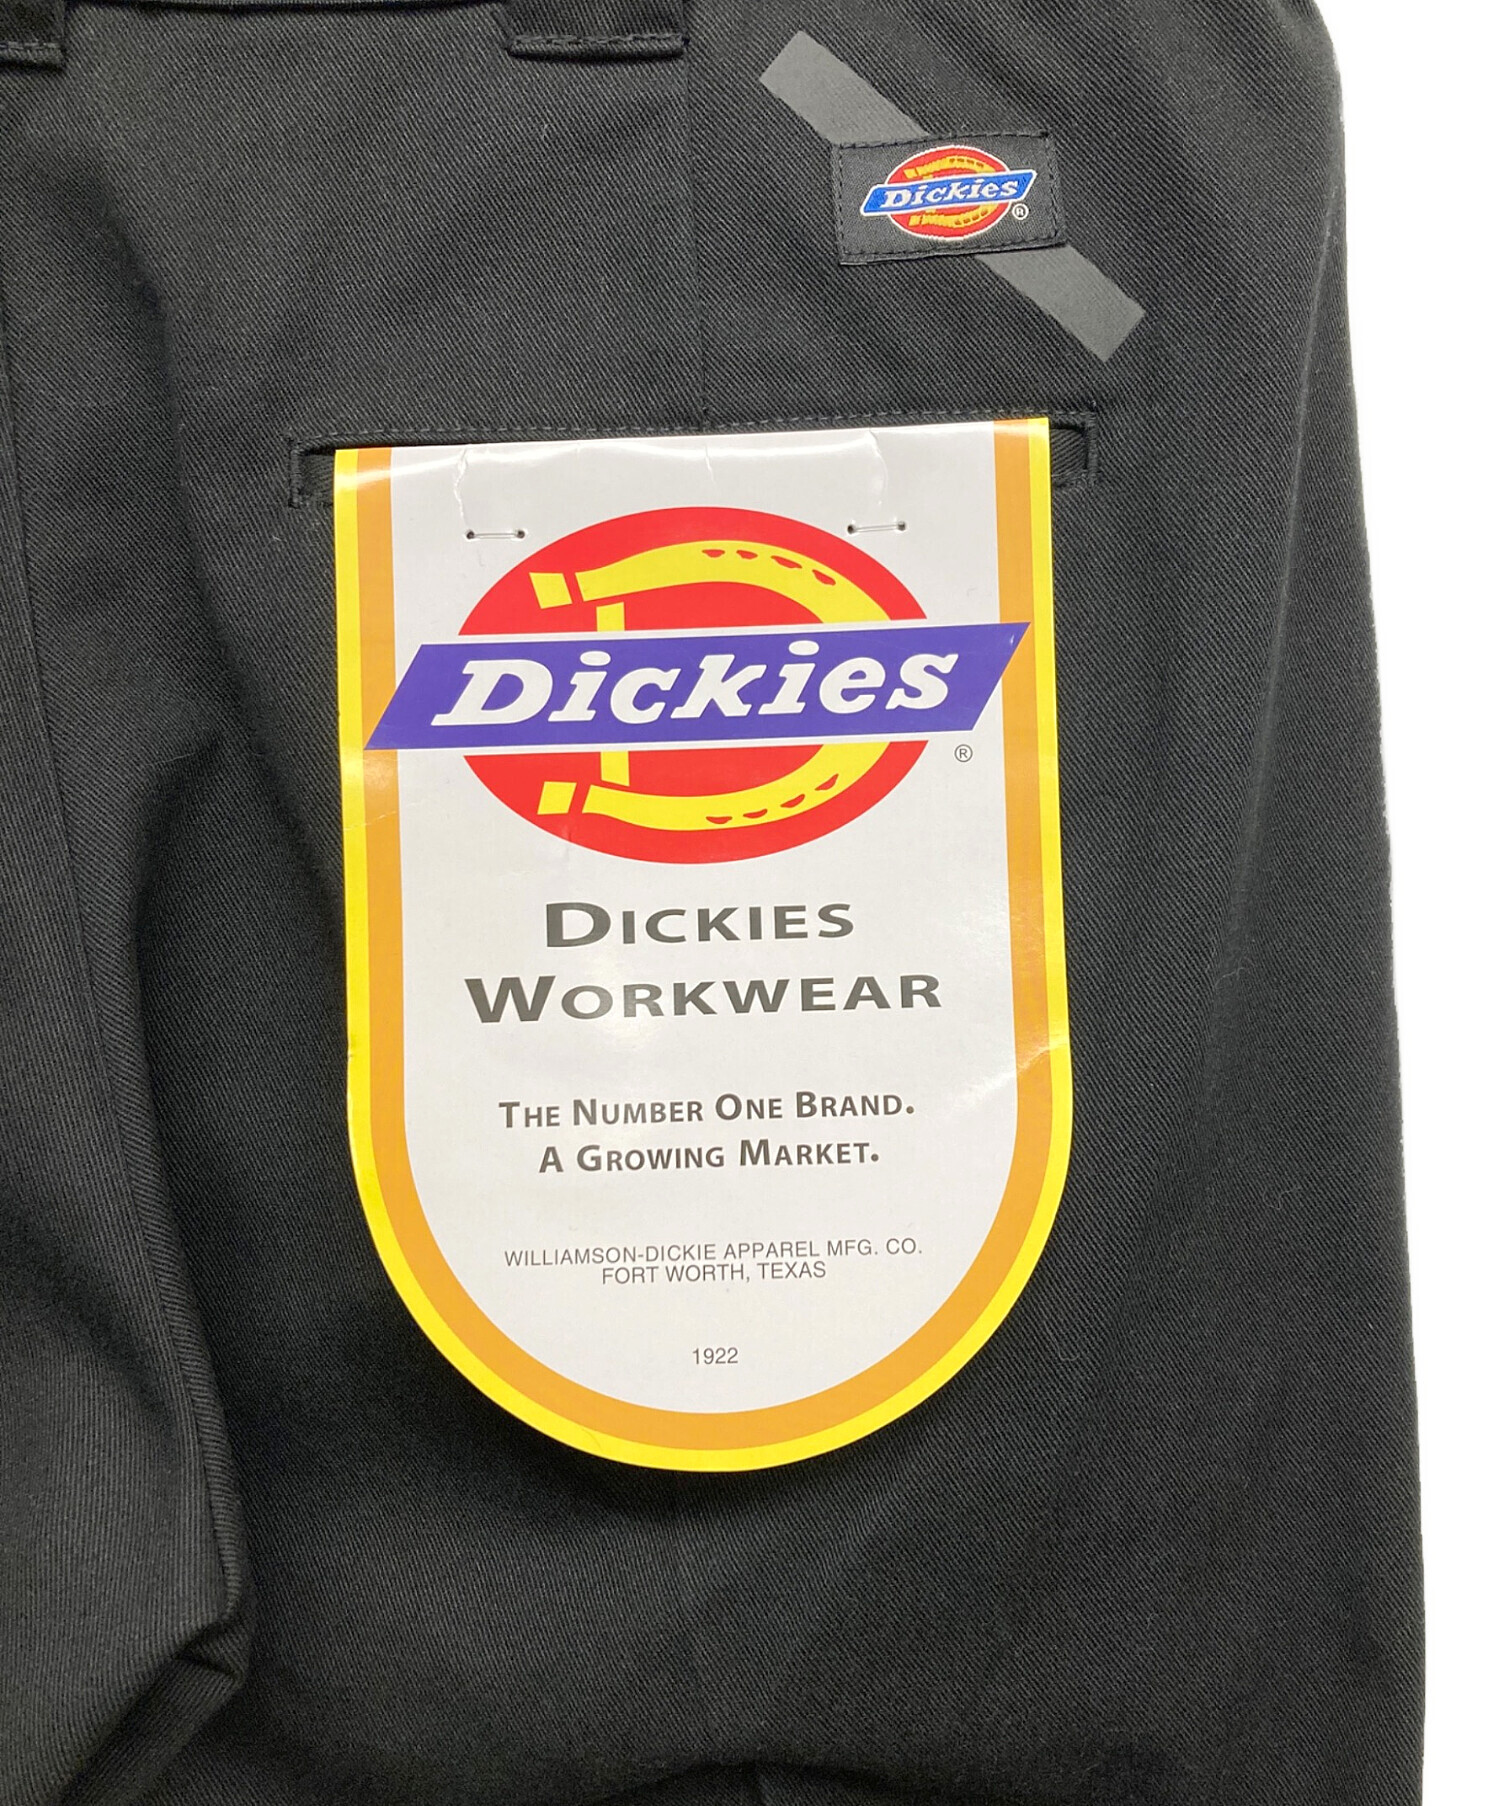 Dickies
®
Dickies
®
DICKIES
WORKWEAR
THE NUMBER ONE BRAND.
A GROWING MARKET.
WILLIAMSON-DICKIE APPAREL MFG. CO.
FORT WORTH, TEXAS
1922